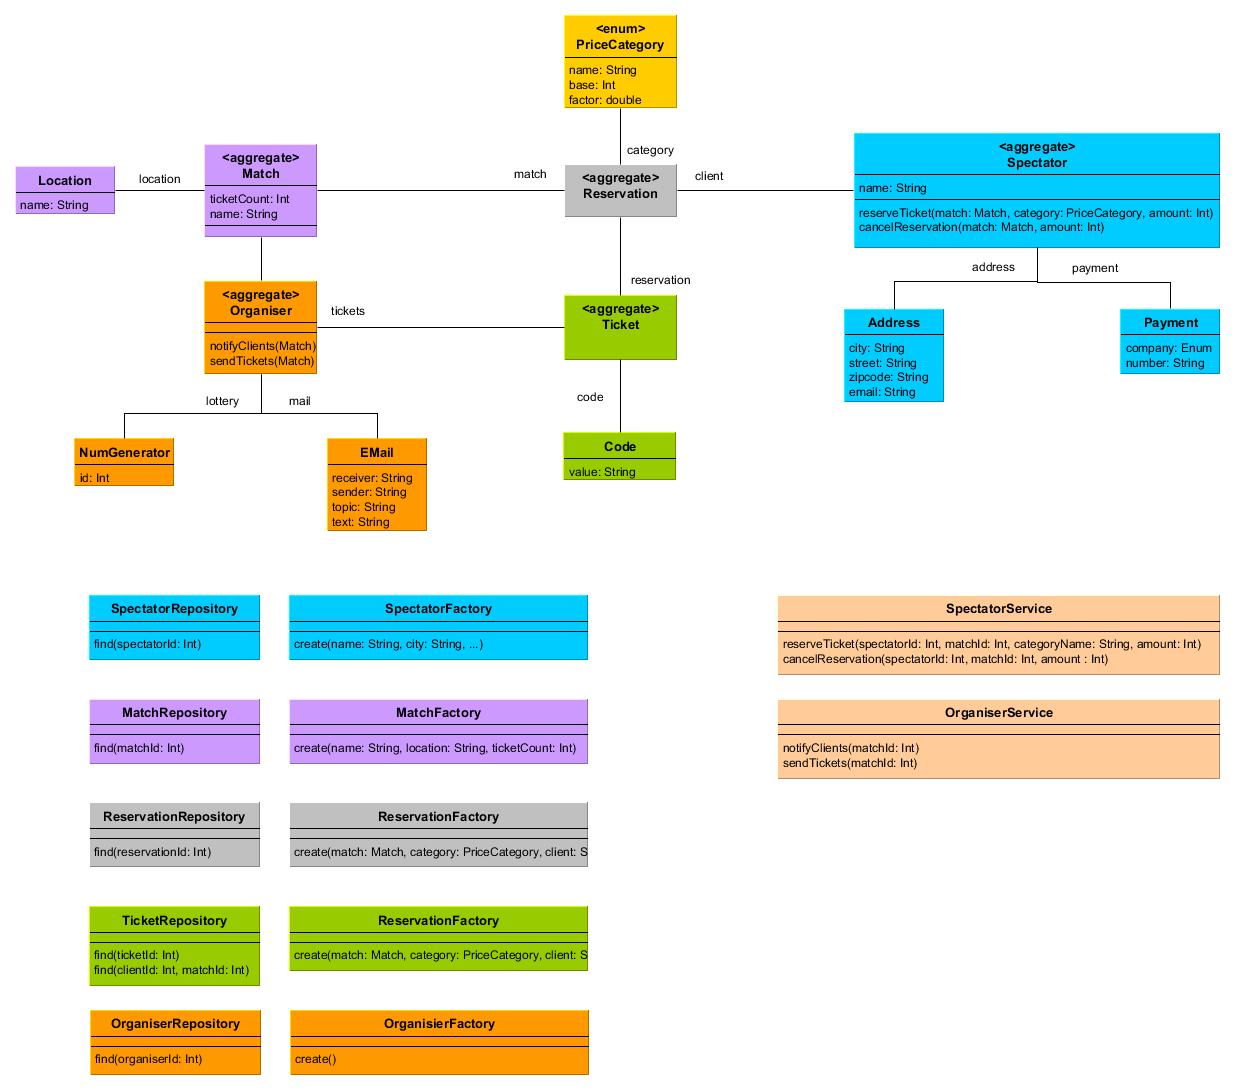 <enum>
PriceCategory
name: String
base: Int
factor: double
category
Location
name: String
location
<aggregate>
Match
ticketCount: Int
name: String
match
<aggregate>
Reservation
client
<aggregate>
Spectator
name: String
reserveTicket(match: Match, category: PriceCategory, amount: Int)
cancelReservation(match: Match, amount: Int)
address
payment
reservation
<aggregate>
Organiser
notifyClients(Match)
sendTickets(Match)
tickets
<aggregate>
Ticket
Address
city: String
street: String
zipcode: String
email: String
Payment
company: Enum
number: String
lottery
mail
code
NumGenerator
id: Int
EMail
receiver: String
sender: String
topic: String
text: String
Code
value: String
SpectatorRepository
find(spectatorId: Int)
SpectatorFactory
create(name: String, city: String, ...)
SpectatorService
reserveTicket(spectatorId: Int, matchId: Int, categoryName: String, amount: Int)
cancelReservation(spectatorId: Int, matchId: Int, amount : Int)
MatchRepository
find(matchId: Int)
MatchFactory
create(name: String, location: String, ticketCount: Int)
OrganiserService
notifyClients(matchId: Int)
sendTickets(matchId: Int)
ReservationRepository
find(reservationId: Int)
ReservationFactory
create(match: Match, category: PriceCategory, client: S
TicketRepository
find(ticketId: Int)
find(clientId: Int, matchId: Int)
ReservationFactory
create(match: Match, category: PriceCategory, client: S
OrganiserRepository
find(organiserId: Int)
OrganisierFactory
create()